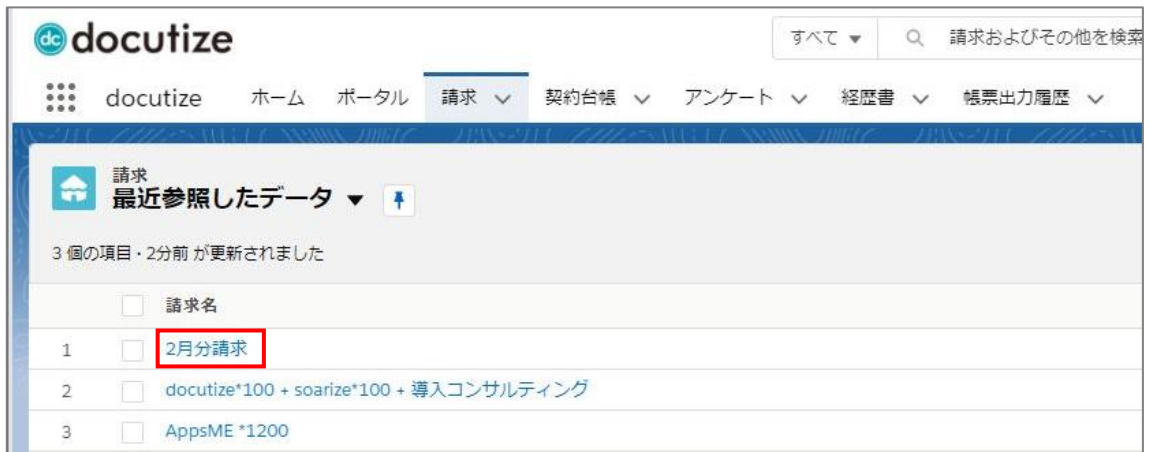 dc docutize
すべて 請求およびその他を検索
docutize ホーム ポータル 請求 契約台帳 アンケート 経歴書 帳票出力履歴
請求
最近参照したデータ
3 個の項目・2分前 が更新されました
請求名
1 2月分請求
2 docutize*100 + soarize*100 + 導入コンサルティング
3 AppsME *1200